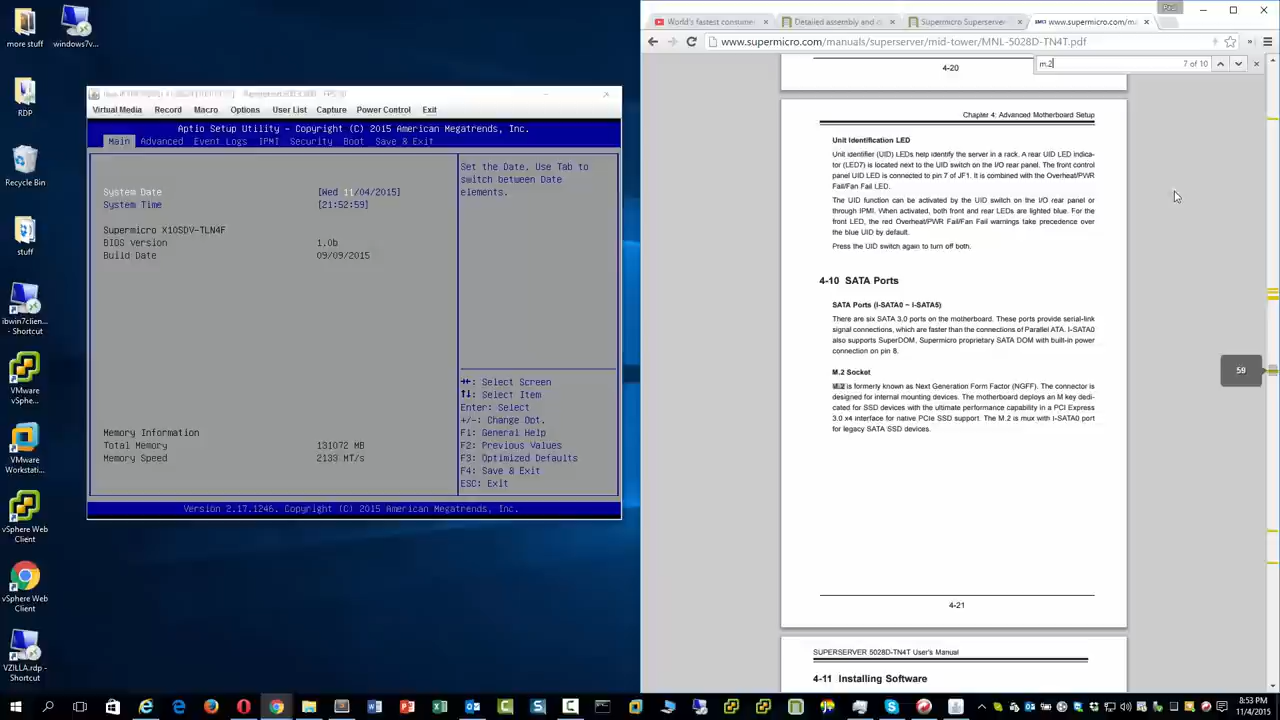 more stuff
windows7v...
RDP
Recycle Bin
stuff
ibwin7client...
- Shortcut
VMware
vSphe...
VMware
Workstati...
vSphere Web
Client
Chrome Web
Client
VZILLA.rdp -
Shortcut
Virtual Media Record Macro Options User List Capture Power Control Exit
Aptio Setup Utility - Copyright (C) 2015 American Megatrends, Inc.
Main Advanced Event Logs IPMI Security Boot Save & Exit
System Date [Wed 11/04/2015]
System Time [21:52:59]
Supermicro X10SDV-TLN4F
BIOS Version 1.0b
Build Date 09/09/2015
Memory Information
Total Memory 131072 MB
Memory Speed 2133 MT/s
Set the Date. Use Tab to
switch between Date
elements.
: Select Screen
: Select Item
Enter: Select
+/-: Change Opt.
F1: General Help
F2: Previous Values
F3: Optimized Defaults
F4: Save & Exit
ESC: Exit
Version 2.17.1246. Copyright (C) 2015 American Megatrends, Inc.
Paul
World's fastest consume
Detailed assembly and o
Supermicro Superserve
www.supermicro.com/ma
www.supermicro.com/manuals/superserver/mid-tower/MNL-5028D-TN4T.pdf
m.2 7 of 10
4-20
Chapter 4: Advanced Motherboard Setup
Unit Identification LED
Unit identifier (UID) LEDs help identify the server in a rack. A rear UID LED indica-
tor (LED7) is located next to the UID switch on the I/O rear panel. The front control
panel UID LED is connected to pin 7 of JF1. It is combined with the Overheat/PWR
Fail/Fan Fail LED.
The UID function can be activated by the UID switch on the I/O rear panel or
through IPMI. When activated, both front and rear LEDs are lighted blue. For the
front LED, the red Overheat/PWR Fail/Fan Fail warnings take precedence over
the blue UID by default.
Press the UID switch again to turn off both.
4-10 SATA Ports
SATA Ports (I-SATA0 ~ I-SATA5)
There are six SATA 3.0 ports on the motherboard. These ports provide serial-link
signal connections, which are faster than the connections of Parallel ATA. I-SATA0
also supports SuperDOM, Supermicro proprietary SATA DOM with built-in power
connection on pin 8.
M.2 Socket
M.2 is formerly known as Next Generation Form Factor (NGFF). The connector is
designed for internal mounting devices. The motherboard deploys an M key dedi-
cated for SSD devices with the ultimate performance capability in a PCI Express
3.0 x4 interface for native PCIe SSD support. The M.2 is mux with I-SATA0 port
for legacy SATA SSD devices.
59
4-21
SUPERSERVER 5028D-TN4T User's Manual
4-11 Installing Software
8:53 PM
11/4/2015